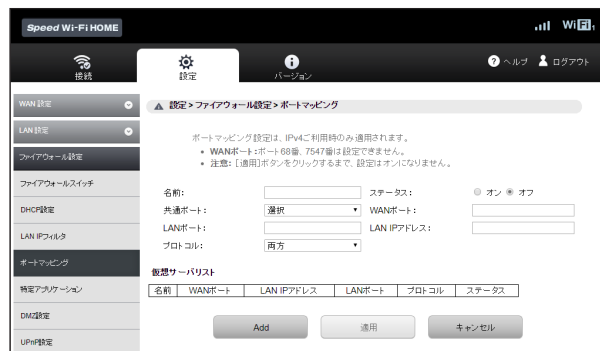 Speed Wi-Fi HOME
WiFi 1
接続
設定
バージョン
? ヘルプ ログアウト
WAN 設定
LAN 設定
ファイアウォール設定
ファイアウォールスイッチ
DHCP設定
LAN IPフィルタ
ポートマッピング
特定アプリケーション
DMZ設定
UPnP設定
設定 > ファイアウォール設定 > ポートマッピング
ポートマッピング設定は、IPv4ご利用時のみ適用されます。
• WANポート:ポート68番、7547番は設定できません。
• 注意: [適用]ボタンをクリックするまで、設定はオンになりません。
名前: ステータス: オン オフ
共通ポート: 選択 WANポート:
LANポート: LAN IPアドレス:
プロトコル: 両方
仮想サーバリスト
名前 WANポート LAN IPアドレス LANポート プロトコル ステータス
Add 適用 キャンセル